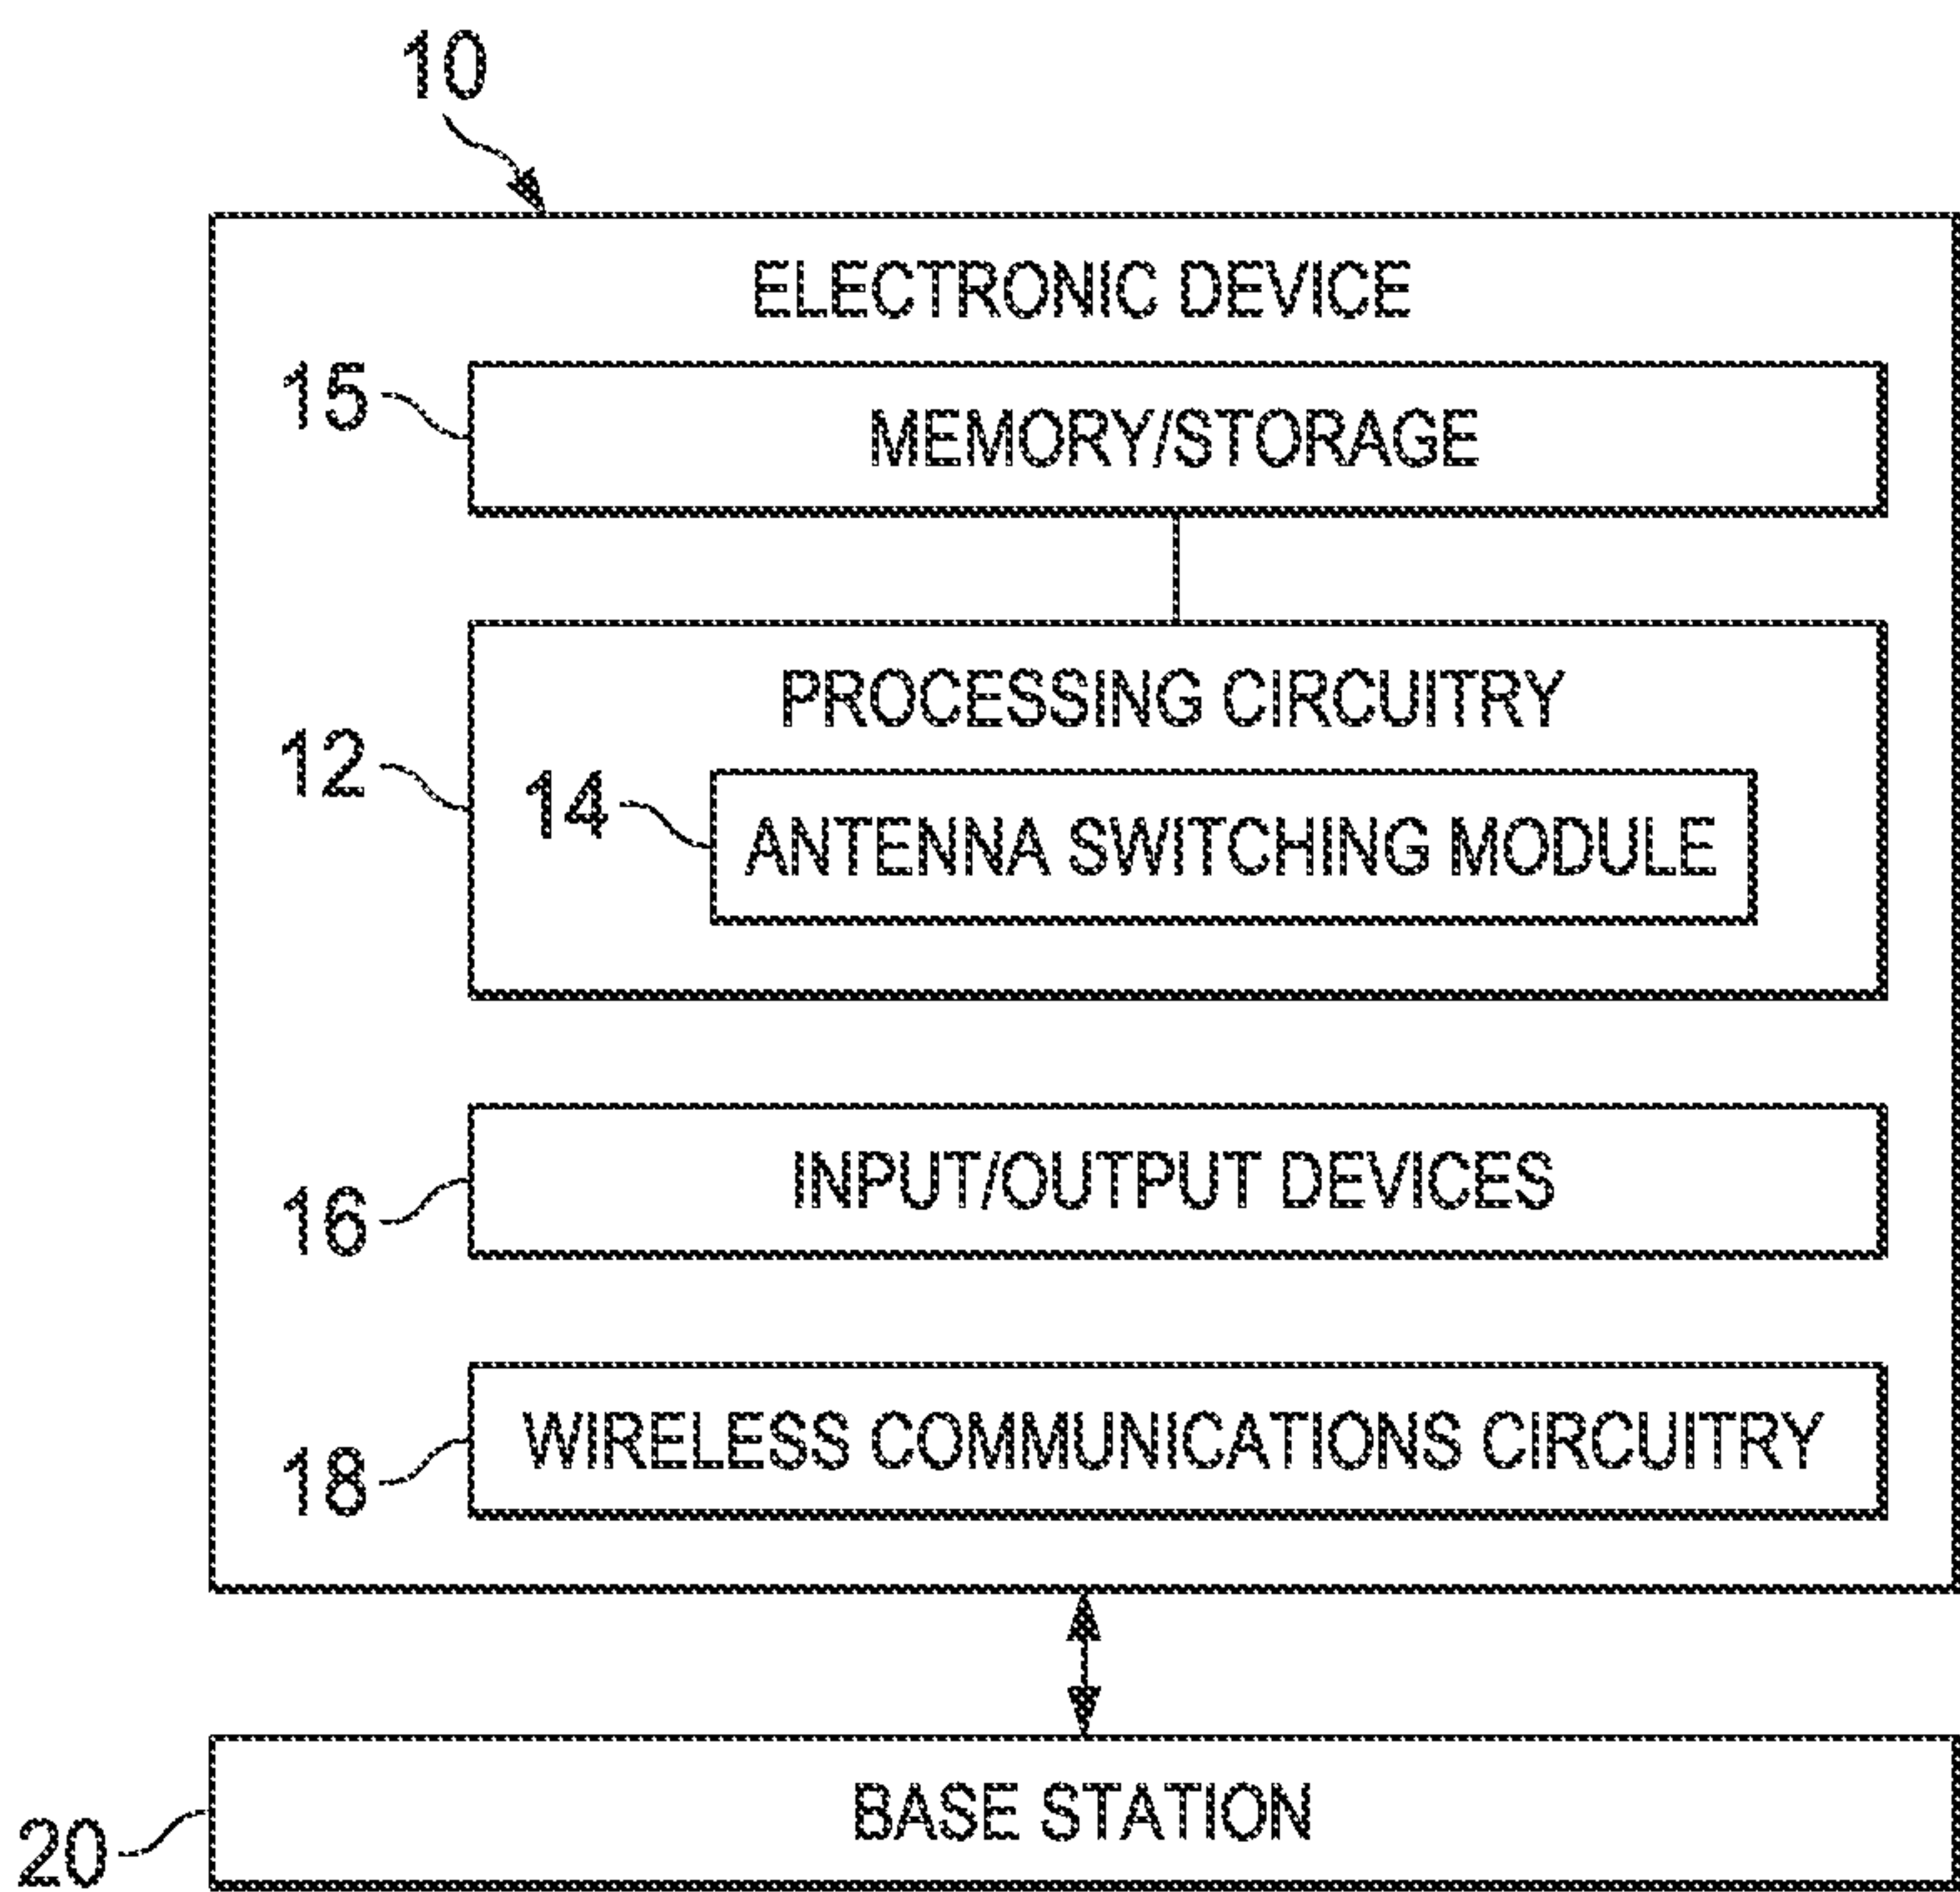 10
ELECTRONIC DEVICE
15
MEMORY/STORAGE
PROCESSING CIRCUITRY
12
14
ANTENNA SWITCHING MODULE
INPUT/OUTPUT DEVICES
16
WIRELESS COMMUNICATIONS CIRCUITRY
18
BASE STATION
20